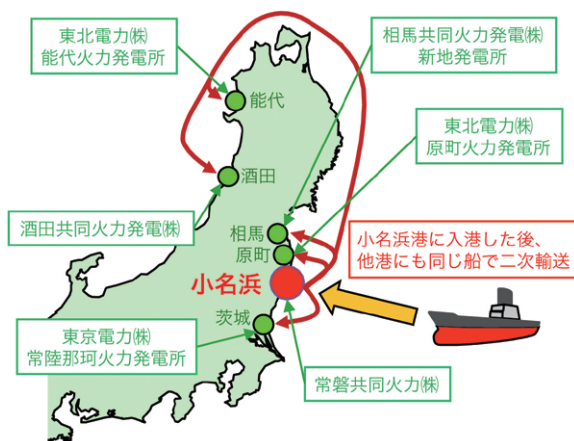 東北電力㈱
能代火力発電所
相馬共同火力発電㈱
新地発電所
能代
東北電力㈱
原町火力発電所
酒田
酒田共同火力発電㈱
相馬
原町
小名浜港に入港した後、
他港にも同じ船で二次輸送
小名浜
茨城
東京電力㈱
常陸那珂火力発電所
常磐共同火力㈱